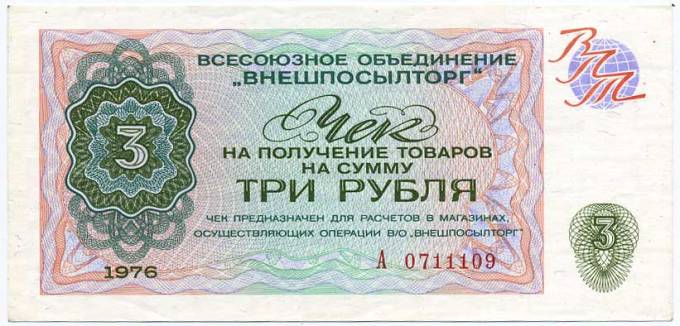 ВСЕСОЮЗНОЕ ОБЪЕДИНЕНИЕ
„ВНЕШПОСЫЛТОРГ“
ВПТ
Чек
3
НА ПОЛУЧЕНИЕ ТОВАРОВ
НА СУММУ
ТРИ РУБЛЯ
ЧЕК ПРЕДНАЗНАЧЕН ДЛЯ РАСЧЕТОВ В МАГАЗИНАХ,
ОСУЩЕСТВЛЯЮЩИХ ОПЕРАЦИИ В/О „ВНЕШПОСЫЛТОРГ“
3
1976
А 0711109